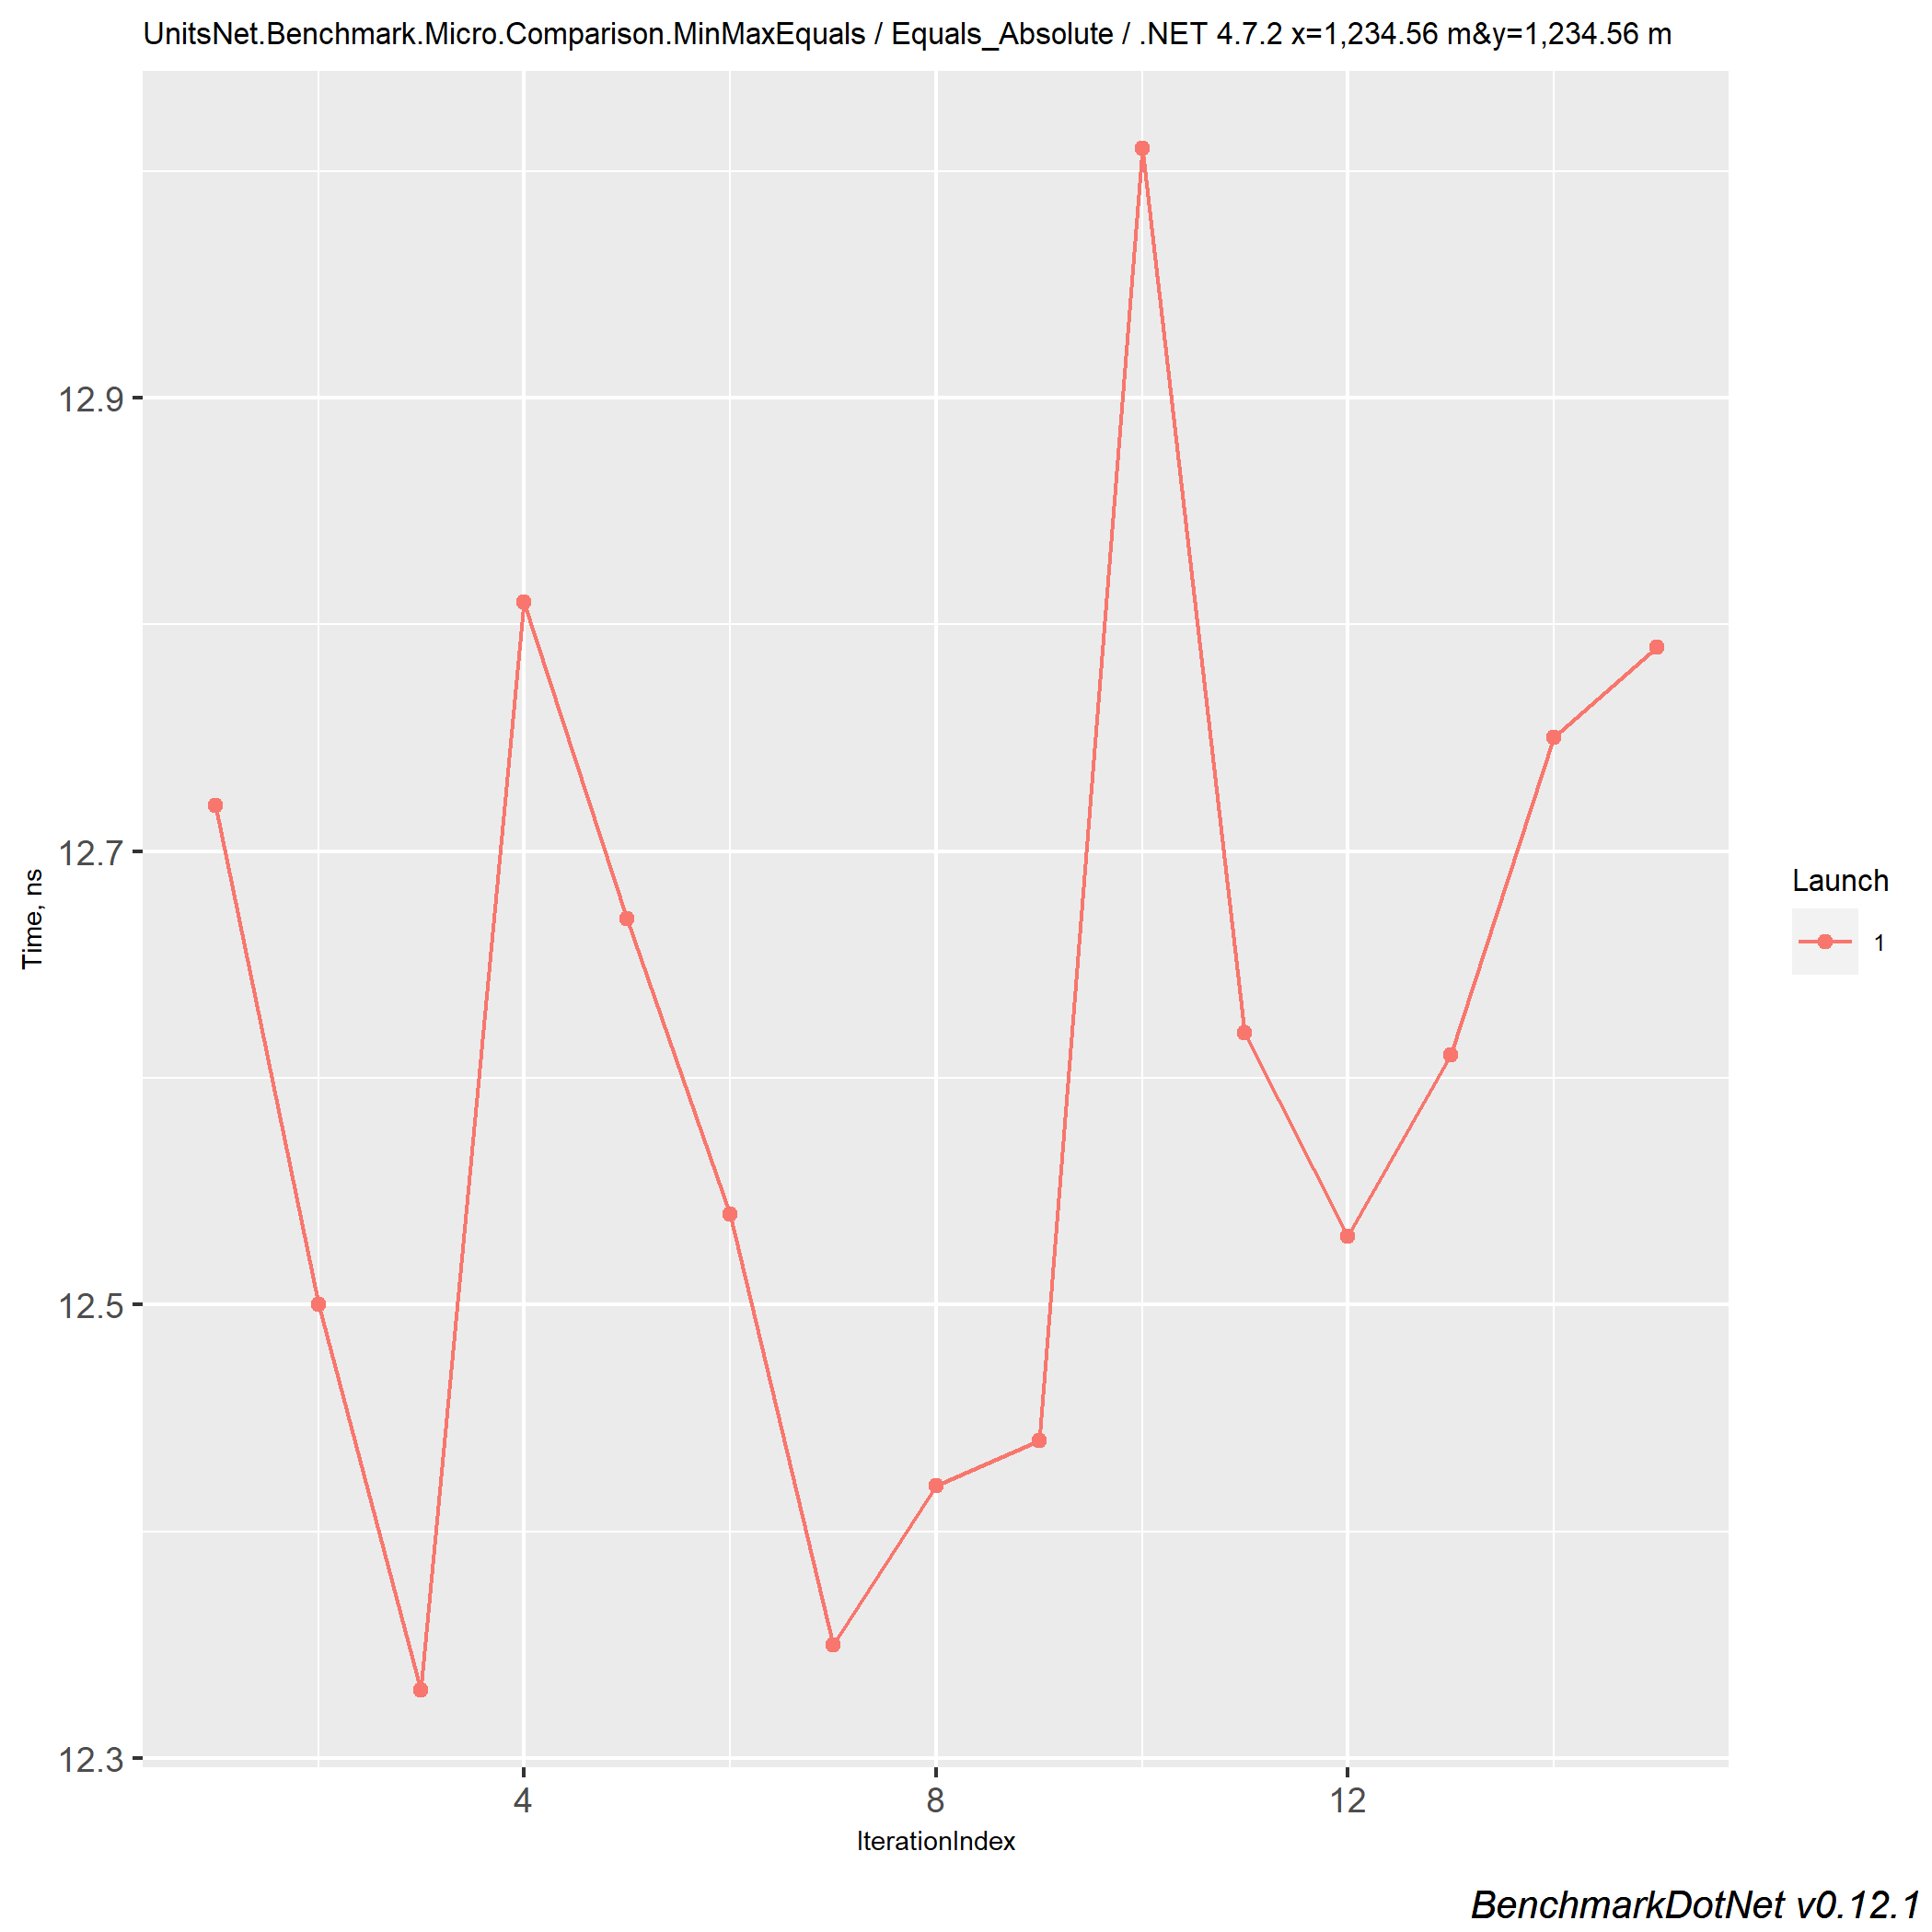 UnitsNet.Benchmark.Micro.Comparison.MinMaxEquals / Equals_Absolute / .NET 4.7.2 x=1,234.56 m&y=1,234.56 m
12.9
12.7
12.5
12.3
Time, ns
4 8 12
IterationIndex
Launch
1
BenchmarkDotNet v0.12.1